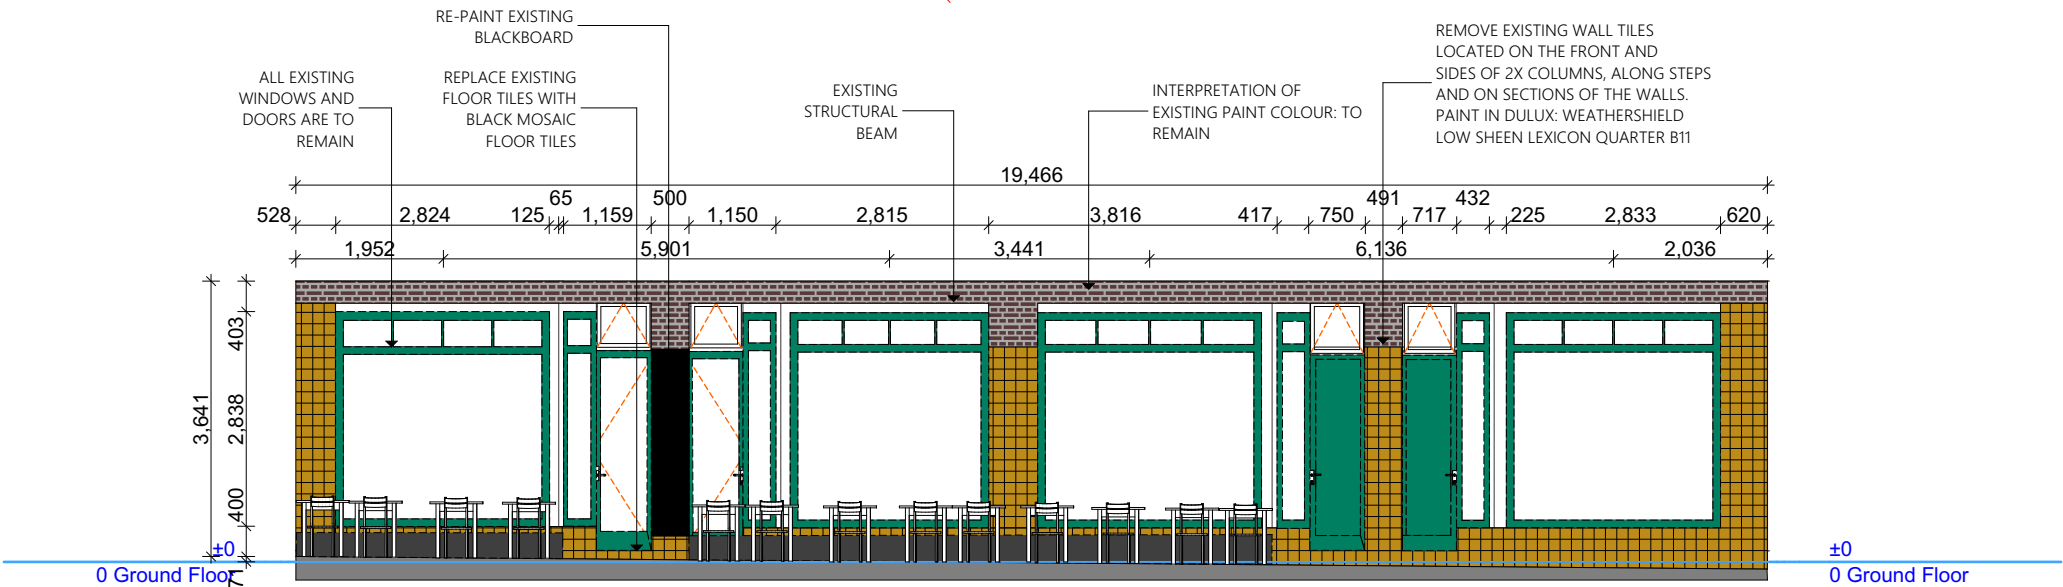 RE-PAINT EXISTING
BLACKBOARD
ALL EXISTING
WINDOWS AND
DOORS ARE TO
REMAIN
REPLACE EXISTING
FLOOR TILES WITH
BLACK MOSAIC
FLOOR TILES
EXISTING
STRUCTURAL
BEAM
INTERPRETATION OF
EXISTING PAINT COLOUR: TO
REMAIN
REMOVE EXISTING WALL TILES
LOCATED ON THE FRONT AND
SIDES OF 2X COLUMNS, ALONG STEPS
AND ON SECTIONS OF THE WALLS.
PAINT IN DULUX: WEATHERSHIELD
LOW SHEEN LEXICON QUARTER B11
19,466
65 500 491 432
528 2,824 125 1,159 1,150 2,815 3,816 417 750 717 225 2,833 620
1,952 5,901 3,441 6,136 2,036
3,641
403
2,838
400
71
±0
0 Ground Floor
±0
0 Ground Floor